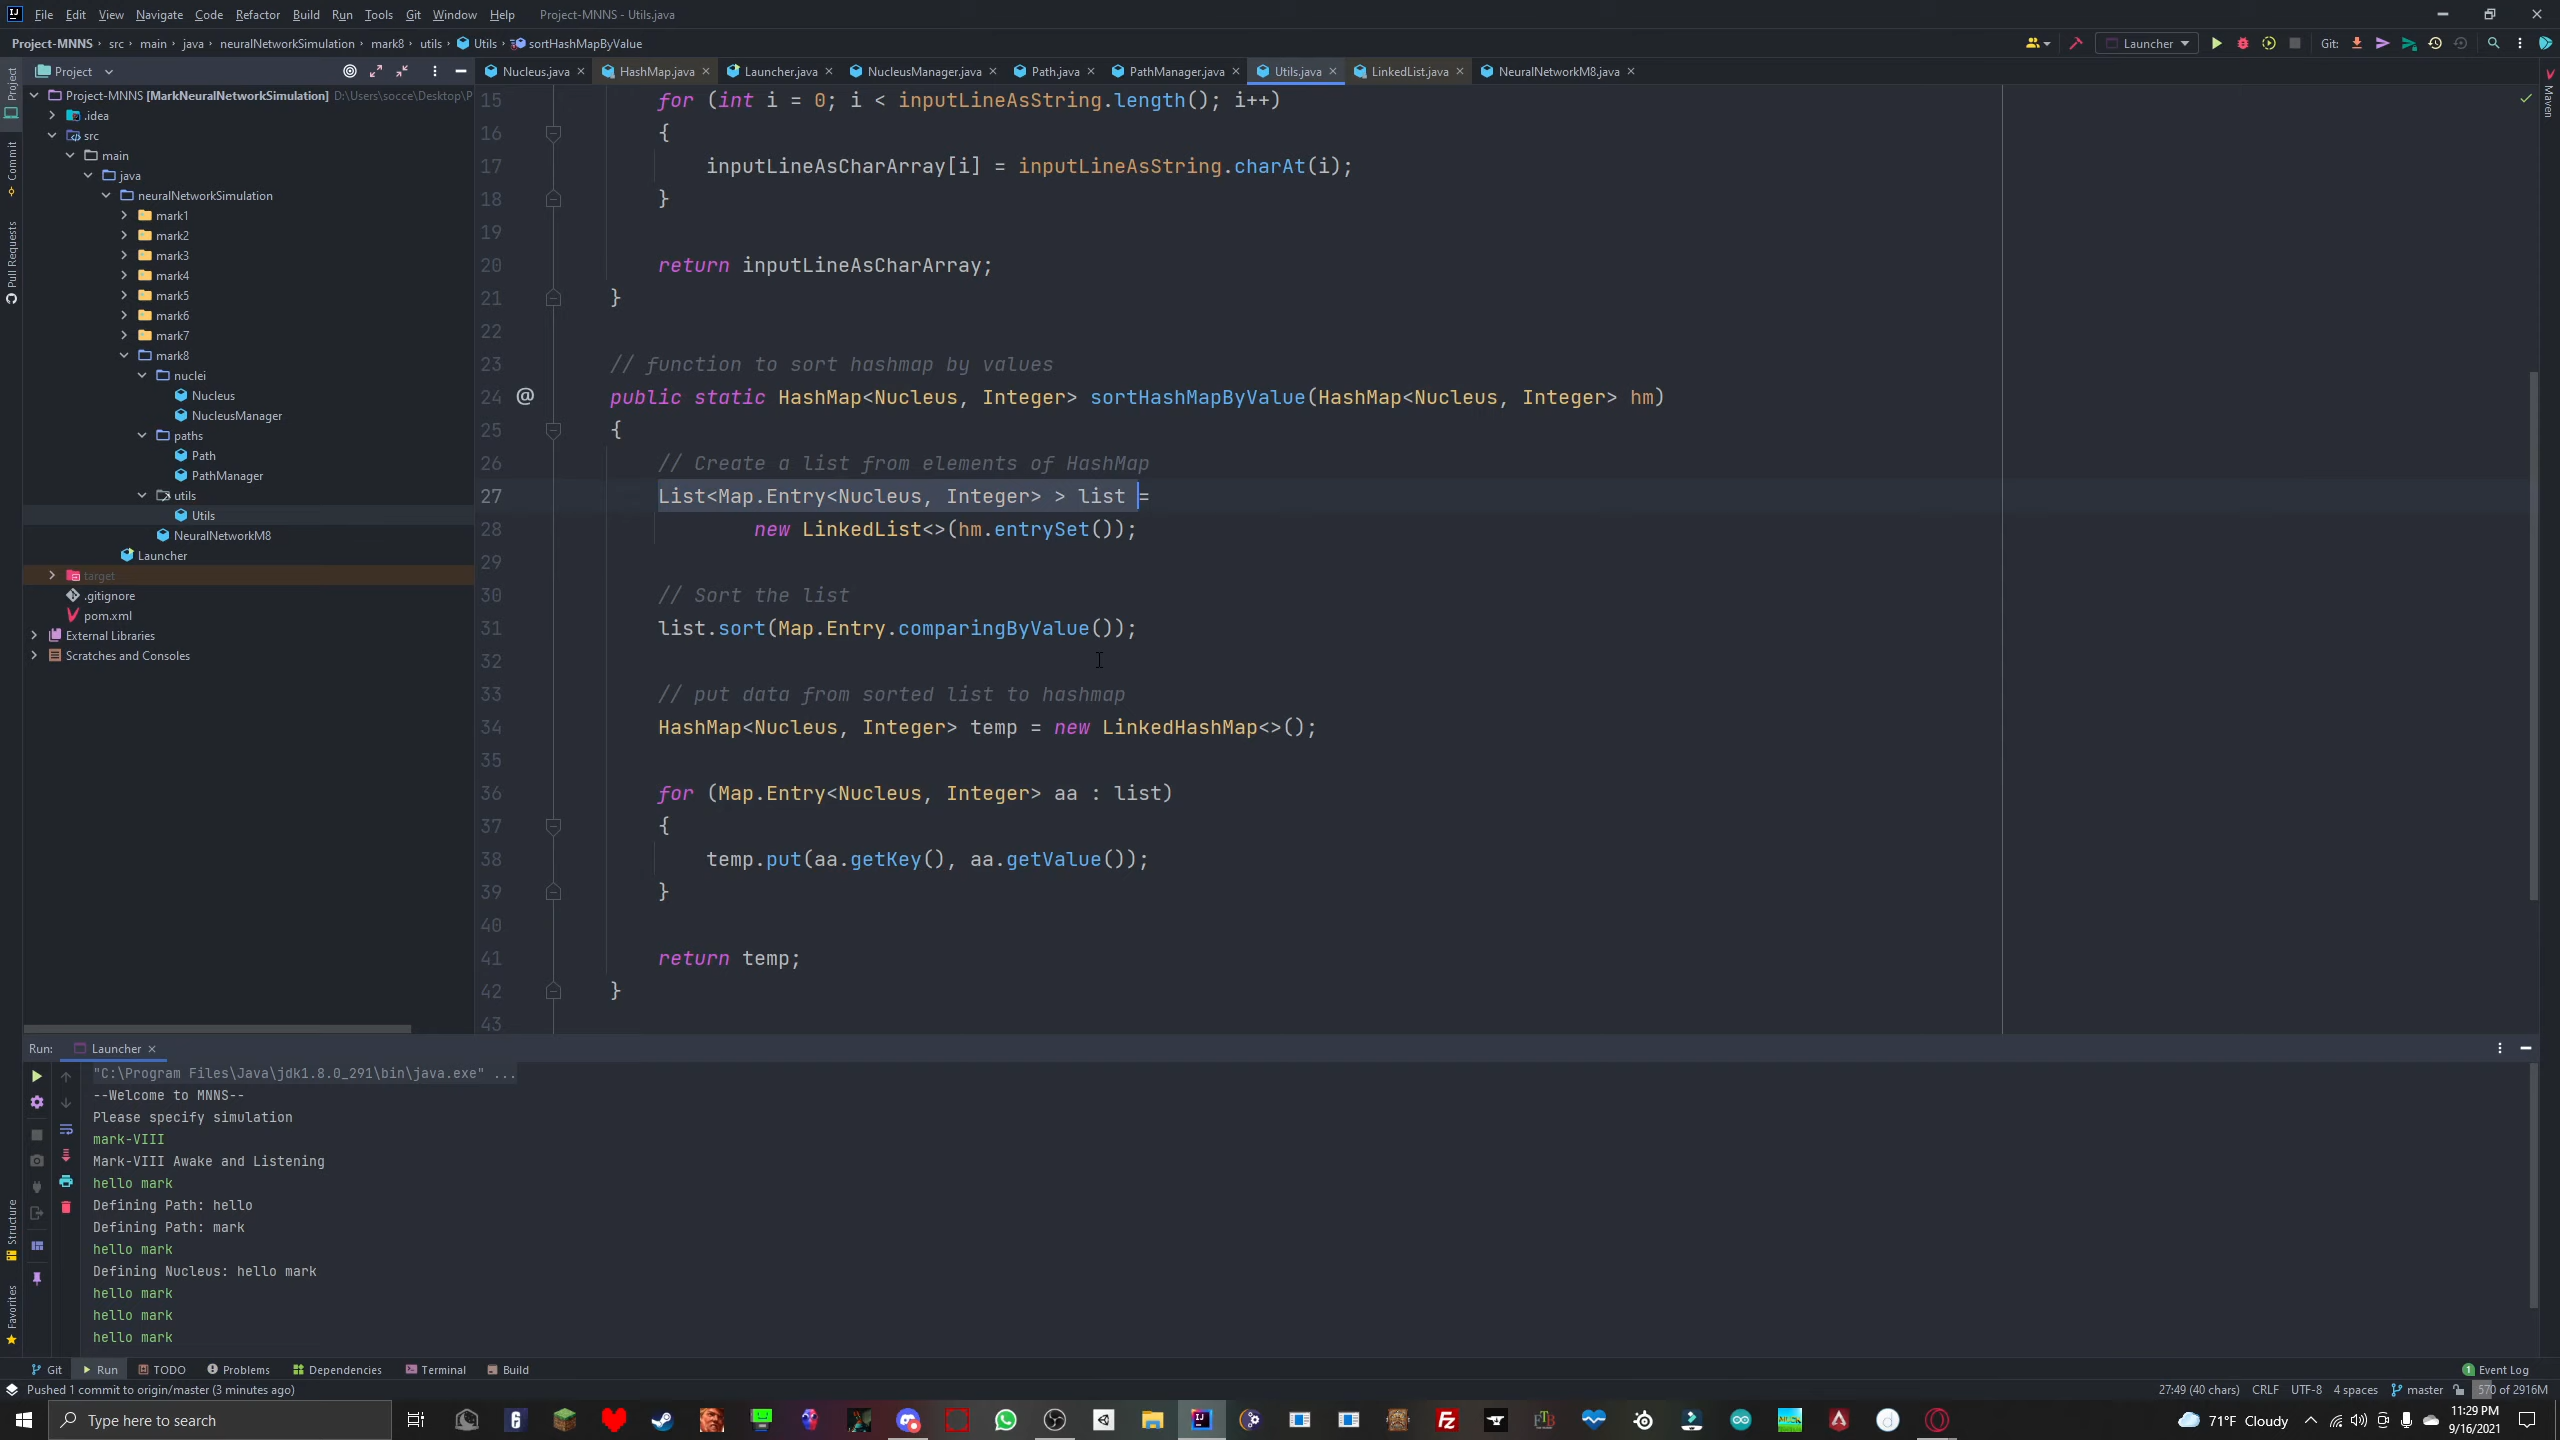 File Edit View Navigate Code Refactor Build Run Tools Git Window Help Project-MNNS - Utils.java
Project-MNNS src main java neuralNetworkSimulation mark8 utils Utils sortHashMapByValue Launcher Git:
Project Nucleus.java HashMap.java Launcher.java NucleusManager.java Path.java PathManager.java Utils.java LinkedList.java NeuralNetworkM8.java
Project
Commit
Pull Requests
Structure
Favorites
Maven
Project-MNNS [MarkNeuralNetworkSimulation] D:\Users\socce\Desktop\P
.idea
src
main
java
neuralNetworkSimulation
mark1
mark2
mark3
mark4
mark5
mark6
mark7
mark8
nuclei
Nucleus
NucleusManager
paths
Path
PathManager
utils
Utils
NeuralNetworkM8
Launcher
target
.gitignore
pom.xml
External Libraries
Scratches and Consoles
15 for (int i = 0; i < inputLineAsString.length(); i++)
16 {
17 inputLineAsCharArray[i] = inputLineAsString.charAt(i);
18 }
19
20 return inputLineAsCharArray;
21 }
22
23 // function to sort hashmap by values
24 @ public static HashMap<Nucleus, Integer> sortHashMapByValue(HashMap<Nucleus, Integer> hm)
25 {
26 // Create a list from elements of HashMap
27 List<Map.Entry<Nucleus, Integer> > list =
28 new LinkedList<>(hm.entrySet());
29
30 // Sort the list
31 list.sort(Map.Entry.comparingByValue());
32
33 // put data from sorted list to hashmap
34 HashMap<Nucleus, Integer> temp = new LinkedHashMap<>();
35
36 for (Map.Entry<Nucleus, Integer> aa : list)
37 {
38 temp.put(aa.getKey(), aa.getValue());
39 }
40
41 return temp;
42 }
43
Run: Launcher
"C:\Program Files\Java\jdk1.8.0_291\bin\java.exe" ...
--Welcome to MNNS--
Please specify simulation
mark-VIII
Mark-VIII Awake and Listening
hello mark
Defining Path: hello
Defining Path: mark
hello mark
Defining Nucleus: hello mark
hello mark
hello mark
hello mark
Git Run TODO Problems Dependencies Terminal Build 1 Event Log
Pushed 1 commit to origin/master (3 minutes ago) 27:49 (40 chars) CRLF UTF-8 4 spaces master 570 of 2916M
Type here to search 71°F Cloudy 11:29 PM
9/16/2021